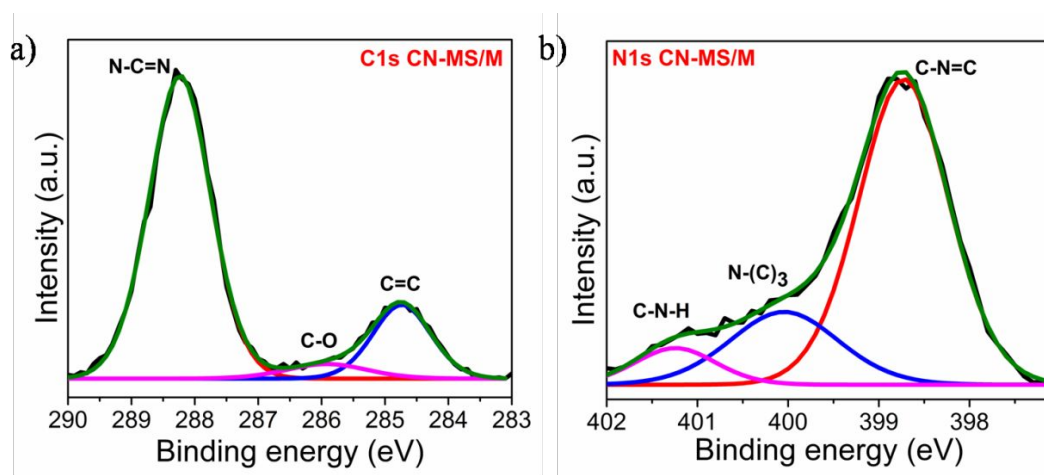 a)
C1s CN-MS/M
N-C=N
C-O
C=C
Intensity (a.u.)
290 289 288 287 286 285 284 283
Binding energy (eV)
b)
N1s CN-MS/M
C-N=C
N-(C)3
C-N-H
Intensity (a.u.)
402 401 400 399 398
Binding energy (eV)